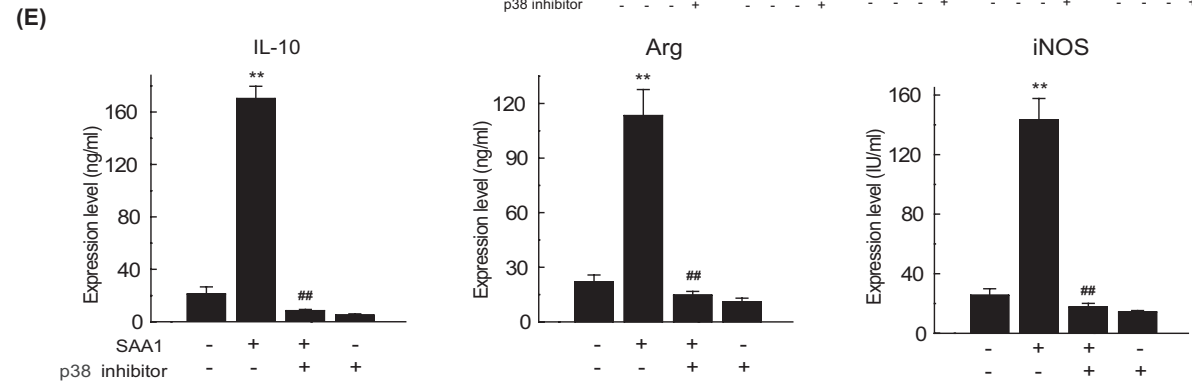 p38 inhibitor - - - + - - - + - - - + - - - + - - - +
(E)
IL-10
Expression level (ng/ml)
160
120
80
40
0
**
##
SAA1 - + + -
p38 inhibitor - - + +
Arg
Expression level (ng/ml)
120
90
60
30
0
**
##
- + + -
- - + +
iNOS
Expression level (IU/ml)
160
120
80
40
0
**
##
- + + -
- - + +